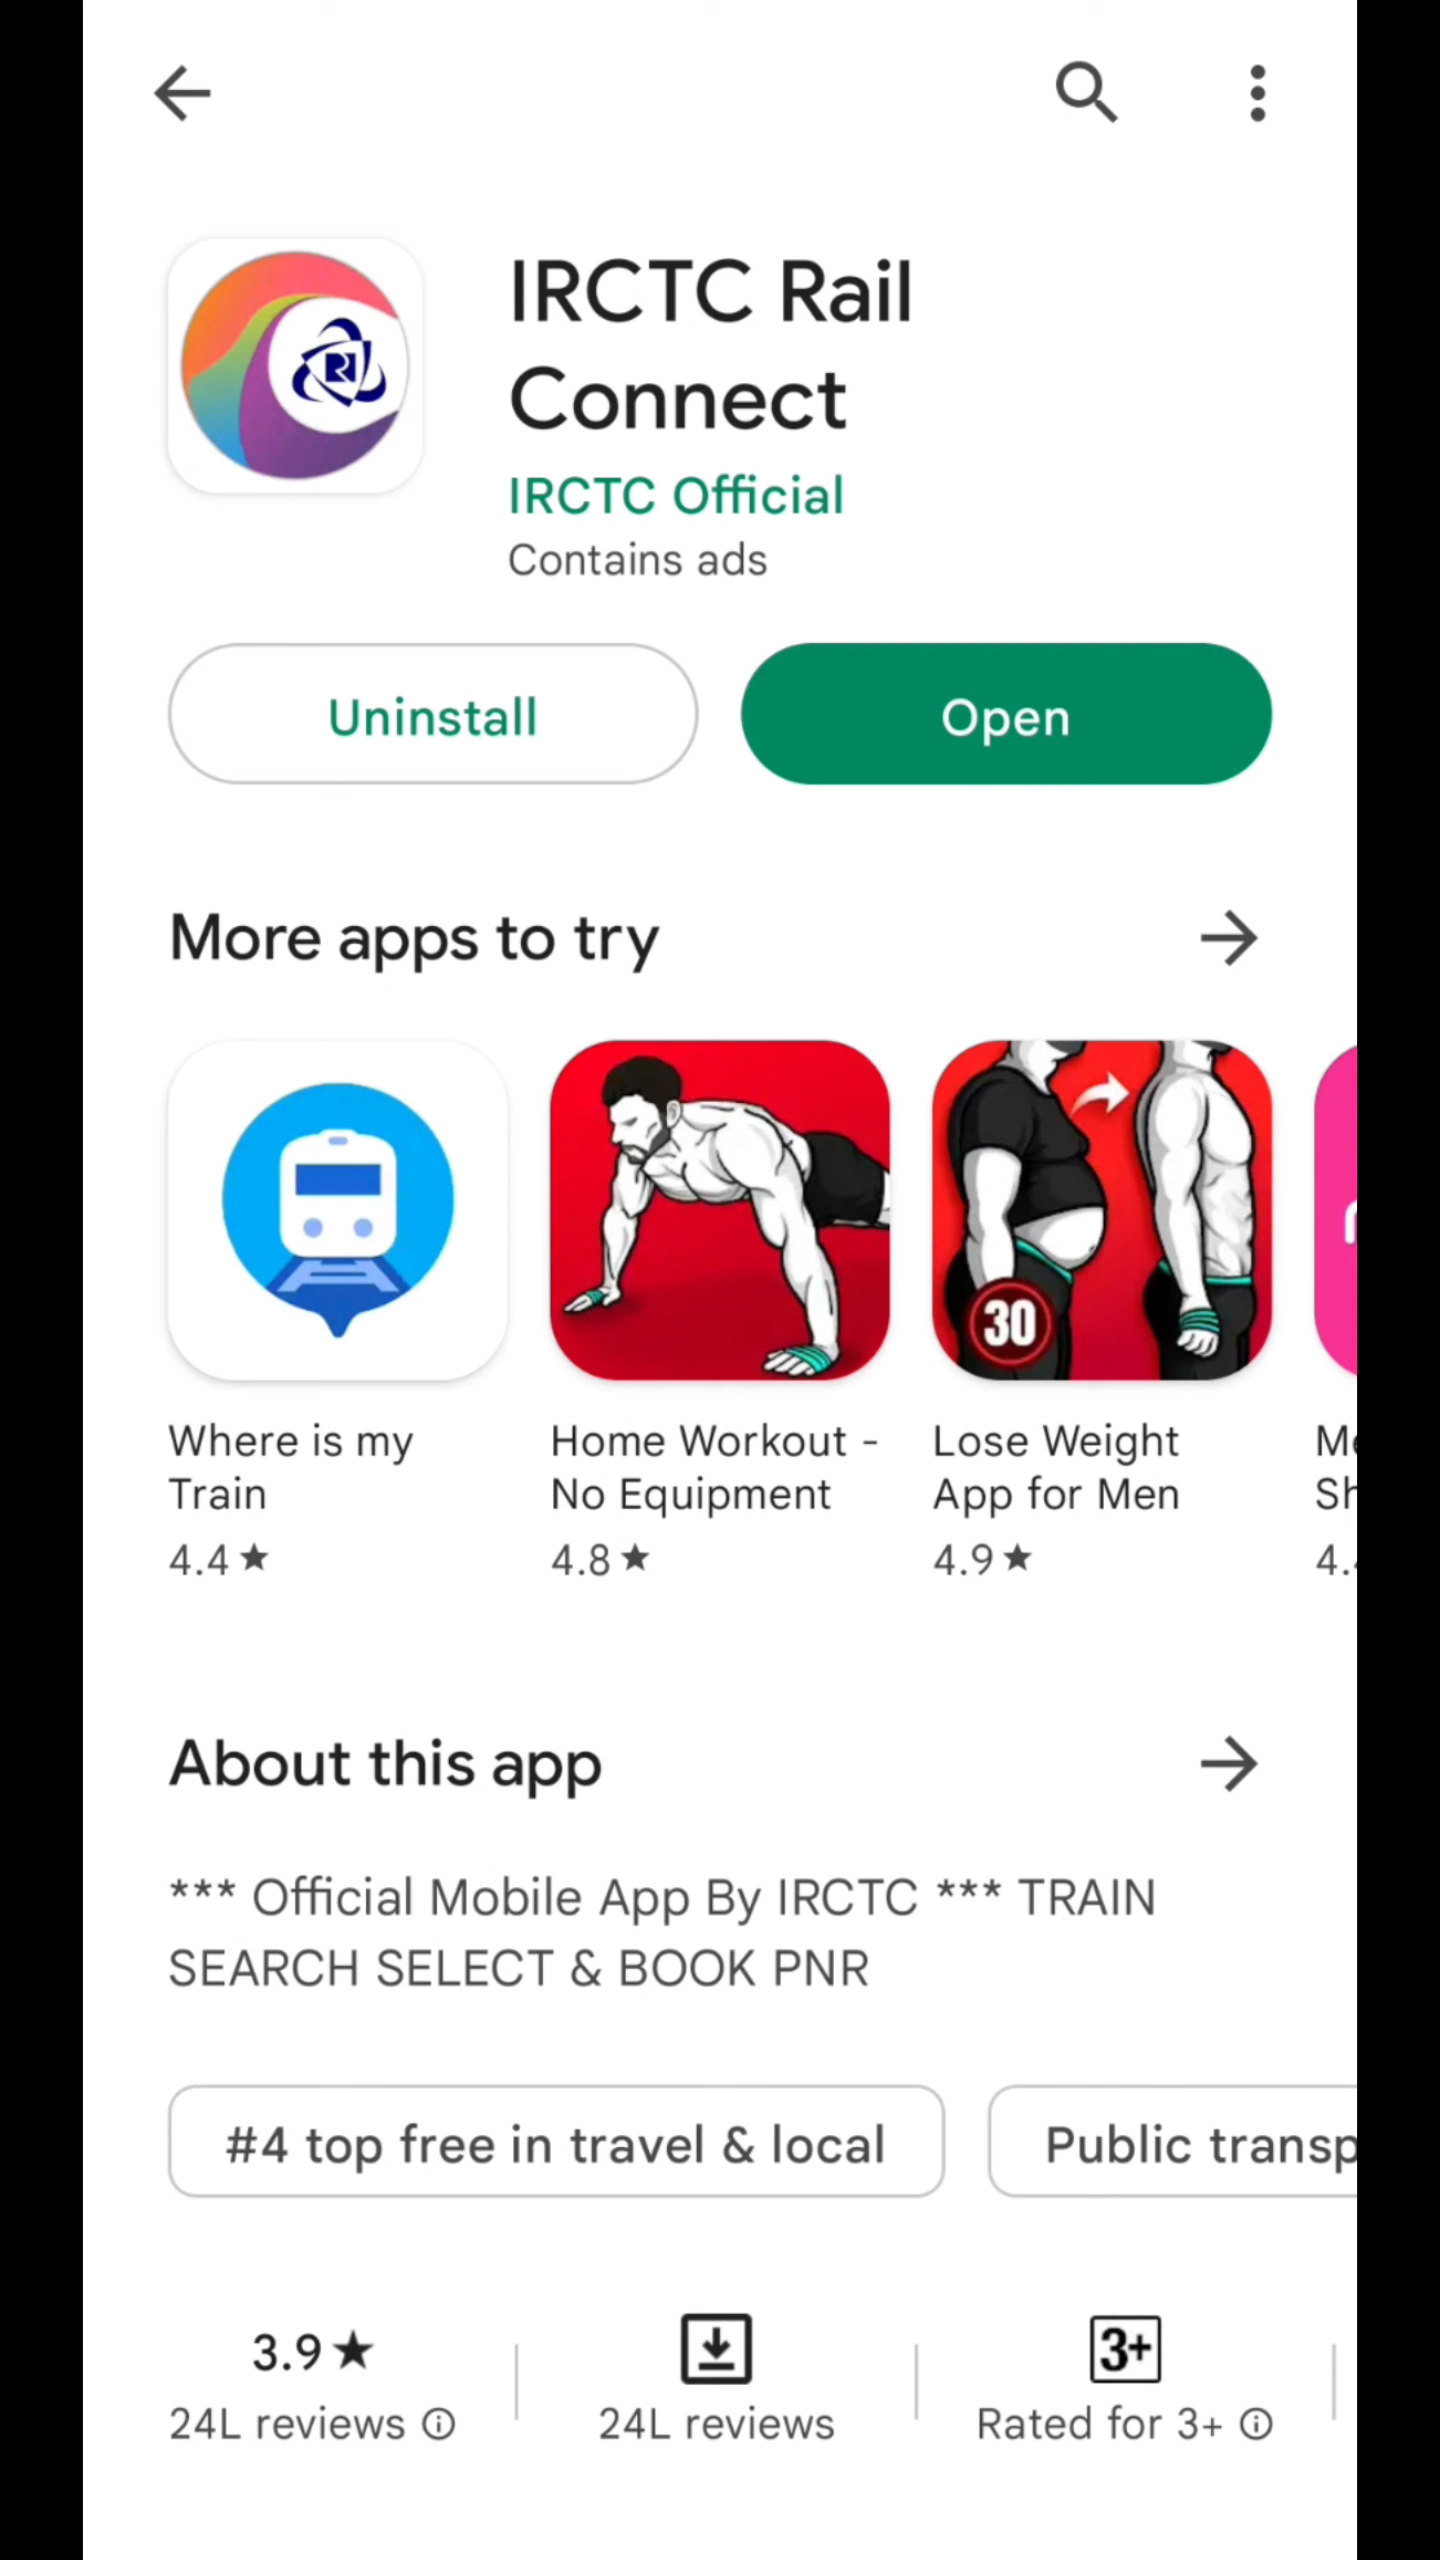 IRCTC Rail
Connect
IRCTC Official
Contains ads
Uninstall
Open
More apps to try
30
Where is my
Train
4.4 ★
Home Workout -
No Equipment
4.8 ★
Lose Weight
App for Men
4.9 ★
About this app
*** Official Mobile App By IRCTC *** TRAIN
SEARCH SELECT & BOOK PNR
#4 top free in travel & local
Public transp
3.9 ★
24L reviews
24L reviews
3+
Rated for 3+